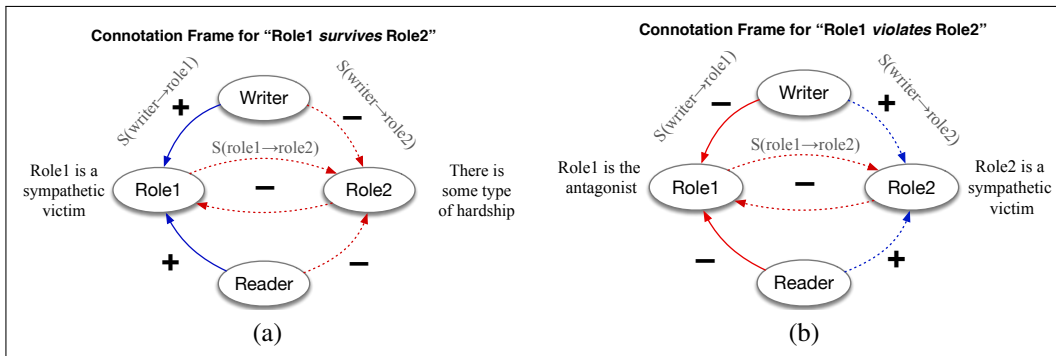 Connotation Frame for “Role1 survives Role2”
S(writer→role1)
+
Writer
−
S(writer→role2)
S(role1→role2)
Role1 is a
sympathetic
victim
Role1
−
Role2
There is
some type
of hardship
+
Reader
−
(a)
Connotation Frame for “Role1 violates Role2”
S(writer→role1)
−
Writer
+
S(writer→role2)
S(role1→role2)
Role1 is the
antagonist
Role1
−
Role2
Role2 is a
sympathetic
victim
−
Reader
+
(b)